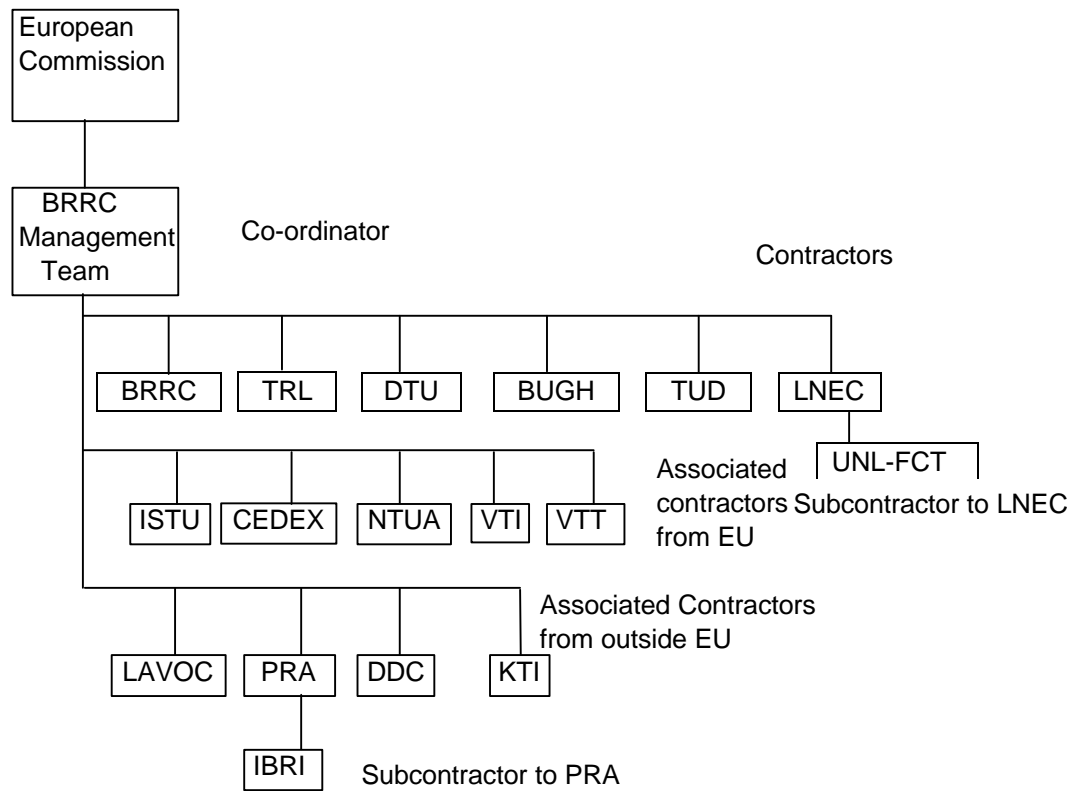 European
Commission
BRRC
Management
Team
Co-ordinator
Contractors
BRRC
TRL
DTU
BUGH
TUD
LNEC
UNL-FCT
Subcontractor to LNEC
Associated
contractors
from EU
ISTU
CEDEX
NTUA
VTI
VTT
Associated Contractors
from outside EU
LAVOC
PRA
DDC
KTI
IBRI
Subcontractor to PRA